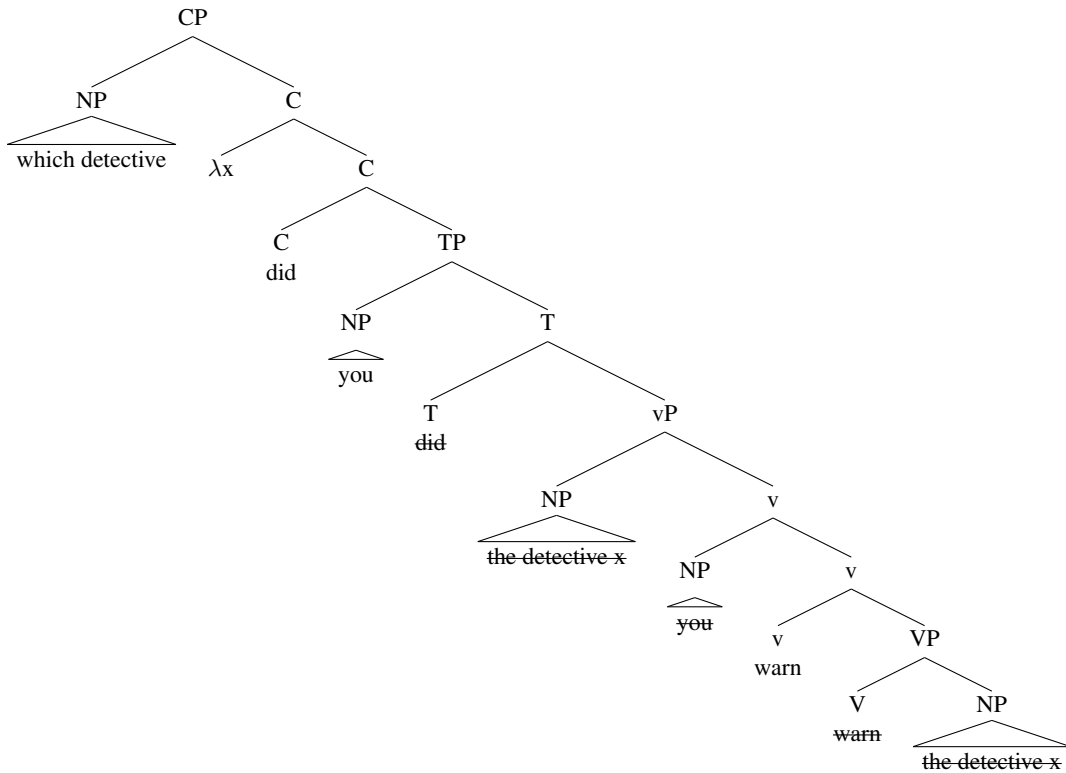 CP
NP C
which detective λx C
C TP
did
NP T
you
T vP
did
NP v
the detective x NP v
you
v VP
warn
V NP
warn the detective x